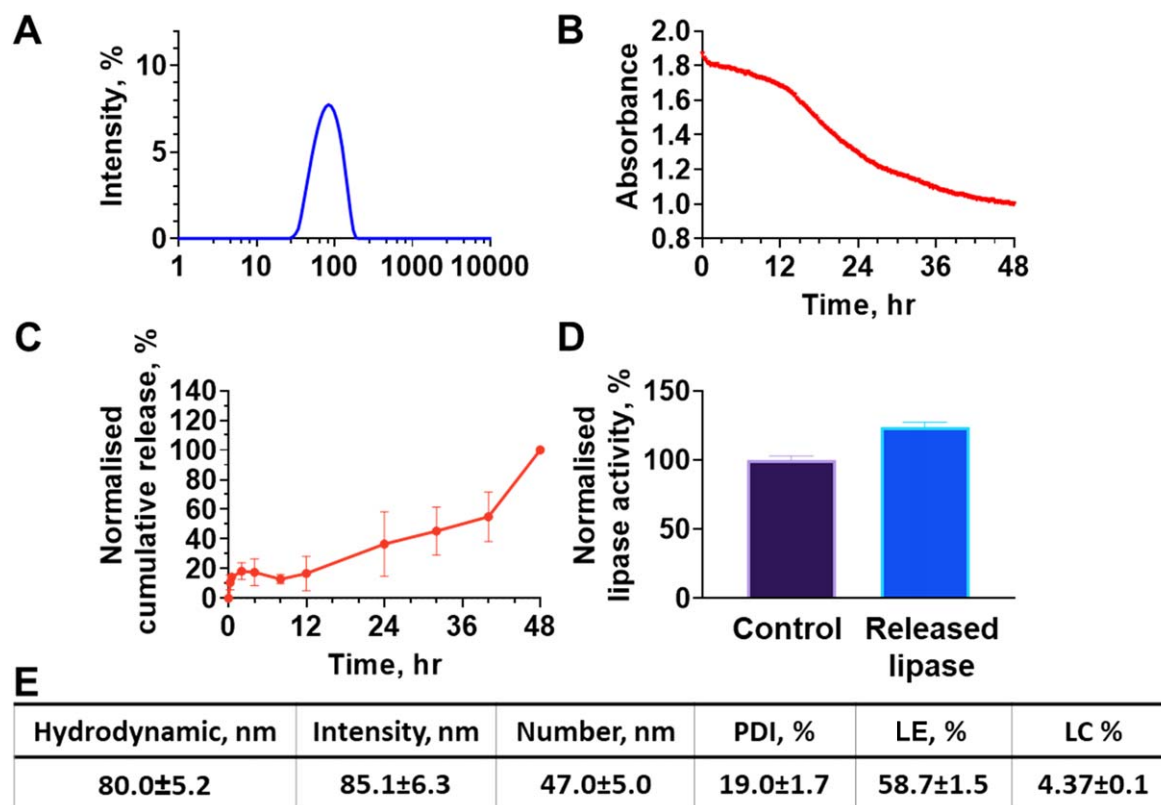 A
Intensity, %
10
5
0
1 10 100 1000 10000
B
Absorbance
2.0
1.8
1.6
1.4
1.2
1.0
0.8
0 12 24 36 48
Time, hr
C
Normalised
cumulative release, %
140
120
100
80
60
40
20
0
0 12 24 36 48
Time, hr
D
Normalised
lipase activity, %
150
100
50
0
Control Released
lipase
E
Hydrodynamic, nm Intensity, nm Number, nm PDI, % LE, % LC %
80.0±5.2 85.1±6.3 47.0±5.0 19.0±1.7 58.7±1.5 4.37±0.1